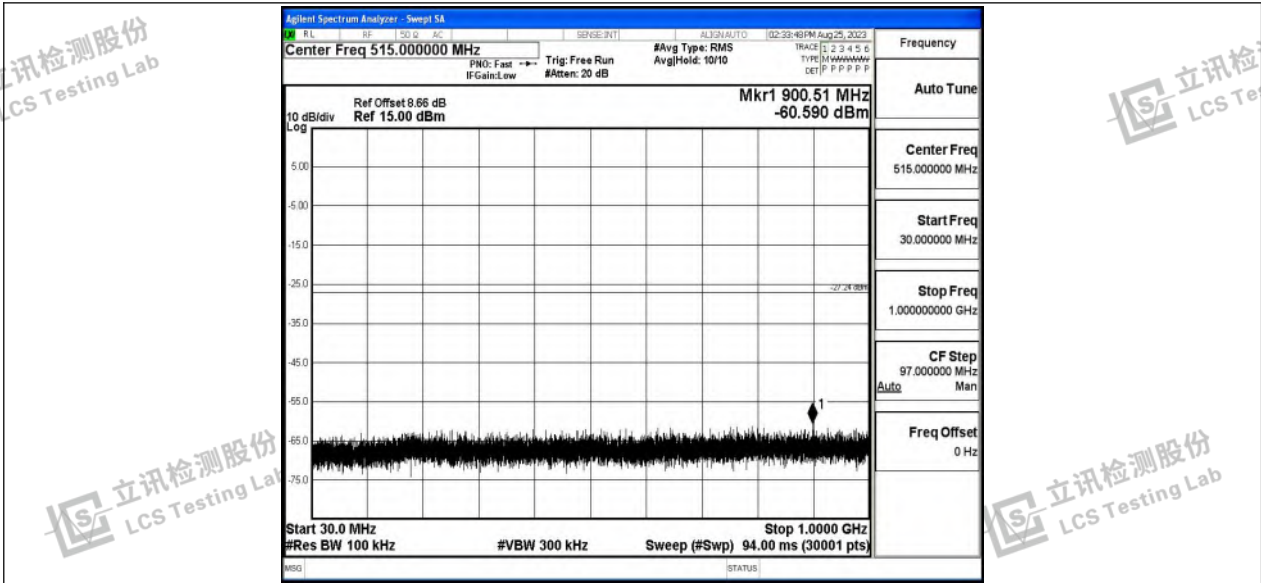 Agilent Spectrum Analyzer - Swept SA
RL RF 50 Ω AC SENSE:INT ALIGNAUTO 02:33:48PM Aug 25, 2023
Center Freq 515.000000 MHz
PNO: Fast
IFGain:Low
Trig: Free Run
#Atten: 20 dB
#Avg Type: RMS
Avg|Hold: 10/10
TRACE 1 2 3 4 5 6
TYPE M WWWWW
DET P P P P P P
Ref Offset 8.66 dB
Ref 15.00 dBm
10 dB/div
Log
Mkr1 900.51 MHz
-60.590 dBm
5.00
-5.00
-15.0
-25.0
-27.24 dBm
-35.0
-45.0
-55.0
1
-65.0
-75.0
Start 30.0 MHz
Stop 1.0000 GHz
#Res BW 100 kHz
#VBW 300 kHz
Sweep (#Swp) 94.00 ms (30001 pts)
MSG
STATUS
Frequency
Auto Tune
Center Freq
515.000000 MHz
Start Freq
30.000000 MHz
Stop Freq
1.000000000 GHz
CF Step
97.000000 MHz
Auto Man
Freq Offset
0 Hz
立讯检测股份
LCS Testing Lab
立讯检
LCS Tes
立讯检测股份
LCS Testing Lab
立讯检测股份
LCS Testing Lab